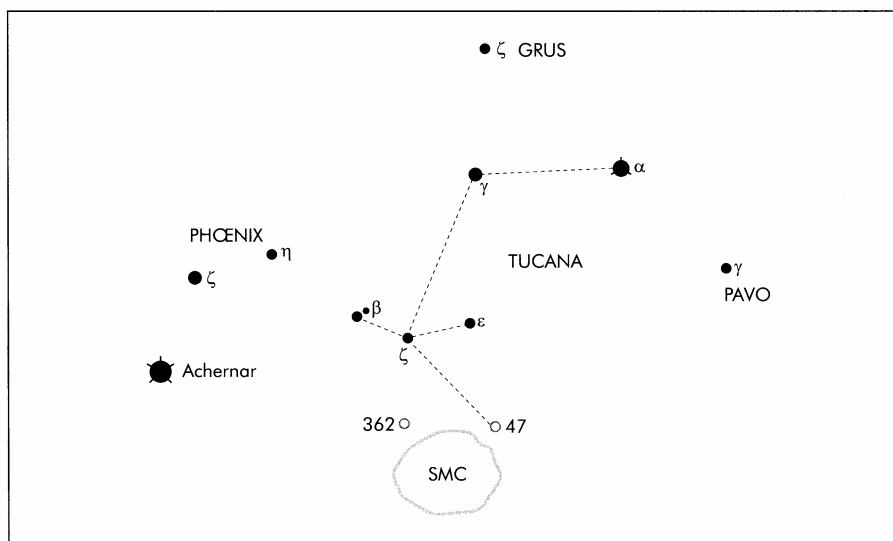 ζ GRUS
α
γ
PHŒNIX
η
TUCANA
ζ
γ
PAVO
β
ε
ζ
Achernar
362
47
SMC